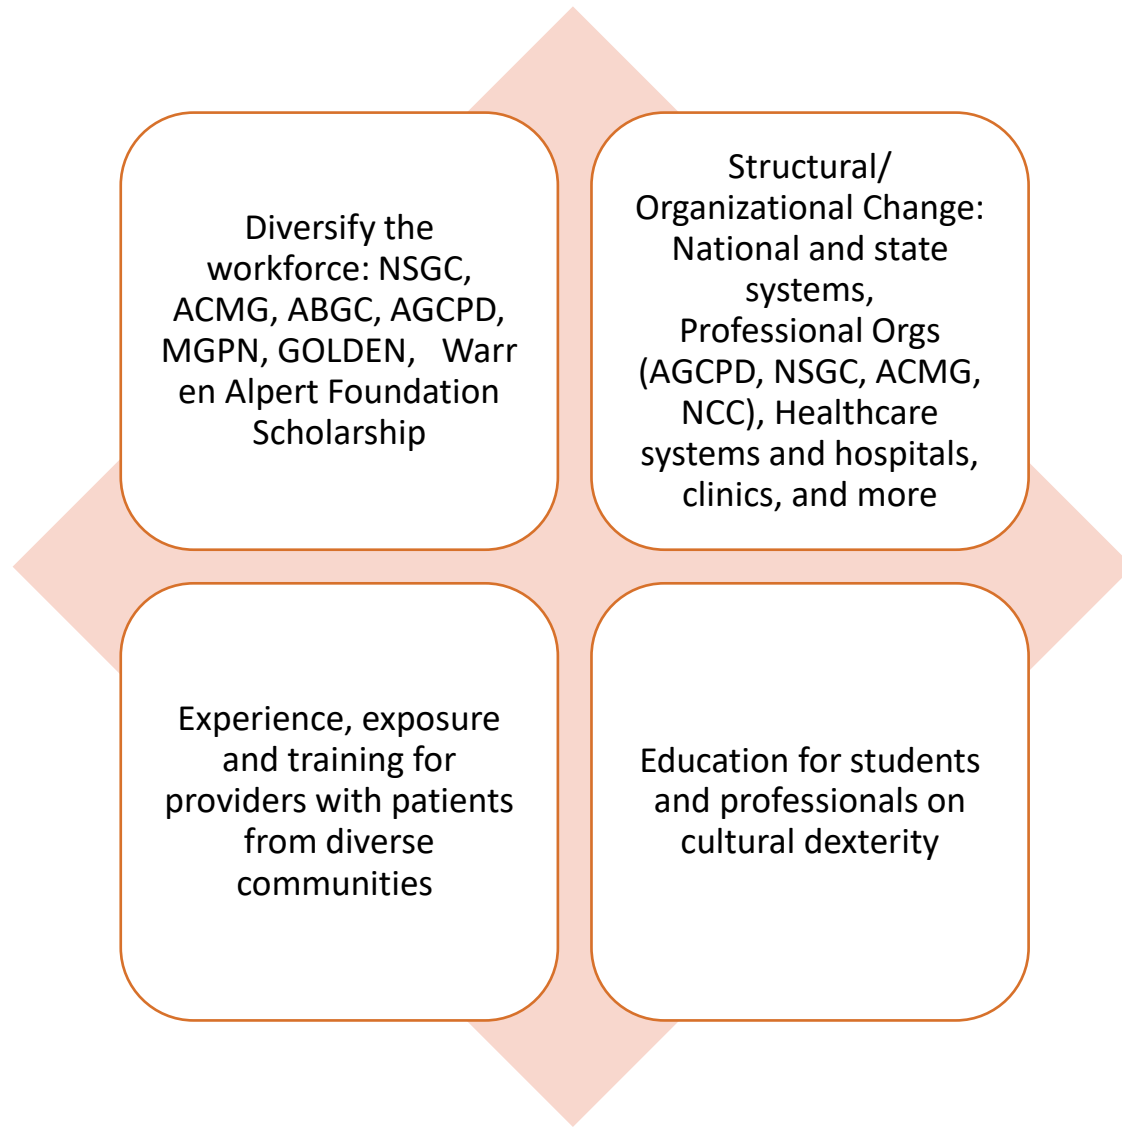 Diversify the
workforce: NSGC,
ACMG, ABGC, AGCPD,
MGPN, GOLDEN,   Warr
en Alpert Foundation
Scholarship
Structural/
Organizational Change:
National and state
systems,
Professional Orgs
(AGCPD, NSGC, ACMG,
NCC), Healthcare
systems and hospitals,
clinics, and more
Experience, exposure
and training for
providers with patients
from diverse
communities
Education for students
and professionals on
cultural dexterity